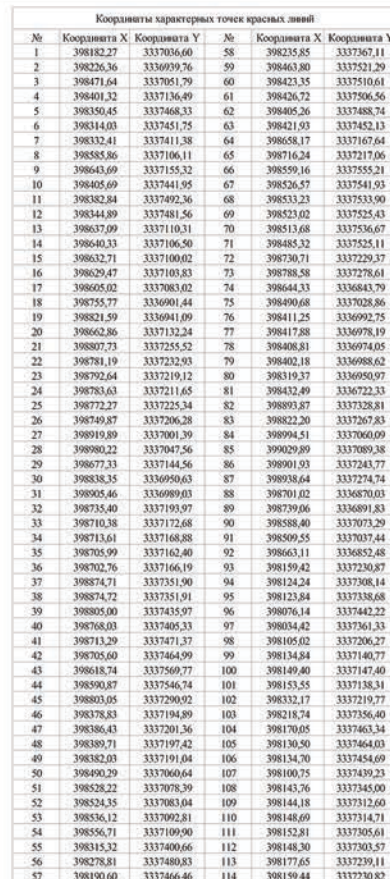 Координаты характерных точек красных линий
№ Координата X Координата Y № Координата X Координата Y
1 398182,27 3337036,60 58 398235,85 3337367,11
2 398226,36 3336939,76 59 398463,80 3337521,29
3 398471,64 3337051,79 60 398423,35 3337510,61
4 398401,32 3337136,49 61 398426,72 3337506,56
5 398350,45 3337468,33 62 398405,26 3337488,74
6 398314,03 3337451,75 63 398421,93 3337452,13
7 398332,41 3337411,38 64 398658,17 3337167,64
8 398585,86 3337106,11 65 398716,24 3337217,06
9 398643,69 3337155,32 66 398559,16 3337555,21
10 398405,69 3337441,95 67 398526,57 3337541,93
11 398382,84 3337492,36 68 398533,23 3337533,90
12 398344,89 3337481,56 69 398523,02 3337525,43
13 398637,09 3337110,31 70 398513,68 3337536,67
14 398640,33 3337106,50 71 398485,32 3337525,11
15 398632,71 3337100,02 72 398730,71 3337229,37
16 398629,47 3337103,83 73 398788,58 3337278,61
17 398605,02 3337083,02 74 398644,33 3336843,79
18 398755,77 3336901,44 75 398490,68 3337028,86
19 398821,59 3336941,09 76 398411,25 3336992,75
20 398662,86 3337132,24 77 398417,88 3336978,19
21 398807,73 3337255,52 78 398408,81 3336974,05
22 398781,19 3337232,93 79 398402,18 3336988,62
23 398792,64 3337219,12 80 398319,37 3336950,97
24 398783,63 3337211,65 81 398432,49 3336722,33
25 398772,27 3337225,34 82 398893,87 3337328,81
26 398749,87 3337206,28 83 398822,20 3337267,83
27 398919,89 3337001,39 84 398994,51 3337060,09
28 398980,22 3337047,56 85 399029,89 3337089,38
29 398677,33 3337144,56 86 398901,93 3337243,77
30 398838,35 3336950,63 87 398938,64 3337274,74
31 398905,46 3336989,03 88 398701,02 3336870,03
32 398735,40 3337193,97 89 398739,06 3336891,83
33 398710,38 3337172,68 90 398588,40 3337073,29
34 398713,61 3337168,88 91 398509,55 3337037,44
35 398705,99 3337162,40 92 398663,11 3336852,48
36 398702,76 3337166,19 93 398159,42 3337230,87
37 398874,71 3337351,90 94 398124,24 3337308,14
38 398874,72 3337351,91 95 398123,84 3337338,68
39 398805,00 3337435,97 96 398076,14 3337442,22
40 398768,03 3337405,33 97 398034,42 3337361,33
41 398713,29 3337471,37 98 398105,02 3337206,27
42 398705,60 3337464,99 99 398134,84 3337140,77
43 398618,74 3337569,77 100 398149,40 3337147,40
44 398590,87 3337546,74 101 398153,55 3337138,31
45 398803,05 3337290,92 102 398332,17 3337219,77
46 398378,83 3337194,89 103 398218,74 3337356,40
47 398386,43 3337201,36 104 398170,05 3337463,34
48 398389,71 3337197,42 105 398130,50 3337464,03
49 398382,03 3337191,04 106 398134,70 3337454,69
50 398490,29 3337060,64 107 398100,75 3337439,23
51 398528,22 3337078,39 108 398143,76 3337345,00
52 398524,35 3337083,04 109 398144,18 3337312,60
53 398536,12 3337092,81 110 398148,69 3337314,71
54 398556,71 3337109,90 111 398152,81 3337305,61
55 398315,32 3337400,66 112 398148,30 3337303,57
56 398278,81 3337480,83 113 398177,65 3337239,11
57 398190,60 3337466,46 114 398159,44 3337230,82